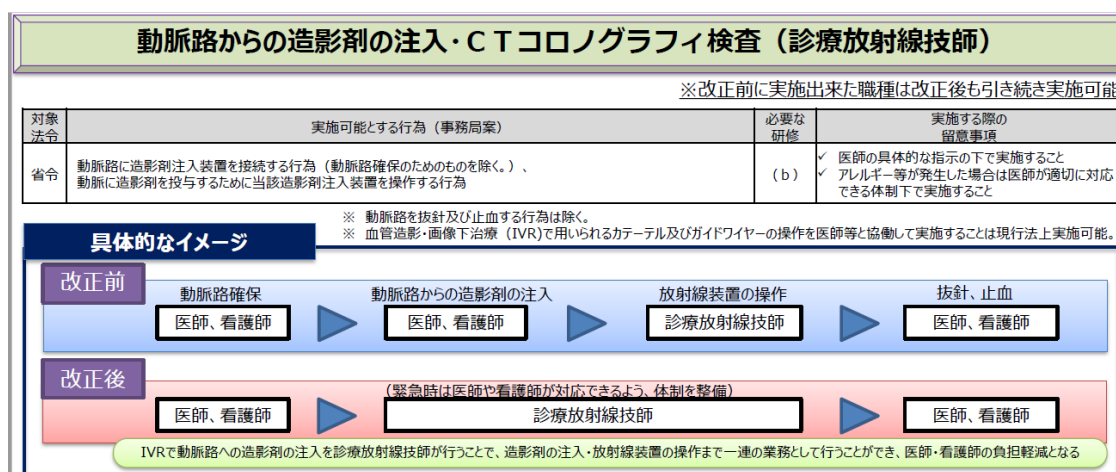 動脈路からの造影剤の注入・ＣＴコロノグラフィ検査（診療放射線技師）
※改正前に実施出来た職種は改正後も引き続き実施可能
対象
法令
実施可能とする行為（事務局案）
必要な
研修
実施する際の
留意事項
省令
動脈路に造影剤注入装置を接続する行為（動脈路確保のためのものを除く。）、
動脈に造影剤を投与するために当該造影剤注入装置を操作する行為
（ｂ）
✓ 医師の具体的な指示の下で実施すること
✓ アレルギー等が発生した場合は医師が適切に対応
できる体制下で実施すること
※ 動脈路を抜針及び止血する行為は除く。
※ 血管造影・画像下治療（IVR)で用いられるカテーテル及びガイドワイヤーの操作を医師等と協働して実施することは現行法上実施可能。
具体的なイメージ
改正前
動脈路確保
動脈路からの造影剤の注入
放射線装置の操作
抜針、止血
医師、看護師
医師、看護師
診療放射線技師
医師、看護師
改正後
（緊急時は医師や看護師が対応できるよう、体制を整備）
医師、看護師
診療放射線技師
医師、看護師
IVRで動脈路への造影剤の注入を診療放射線技師が行うことで、造影剤の注入・放射線装置の操作まで一連の業務として行うことができ、医師・看護師の負担軽減となる